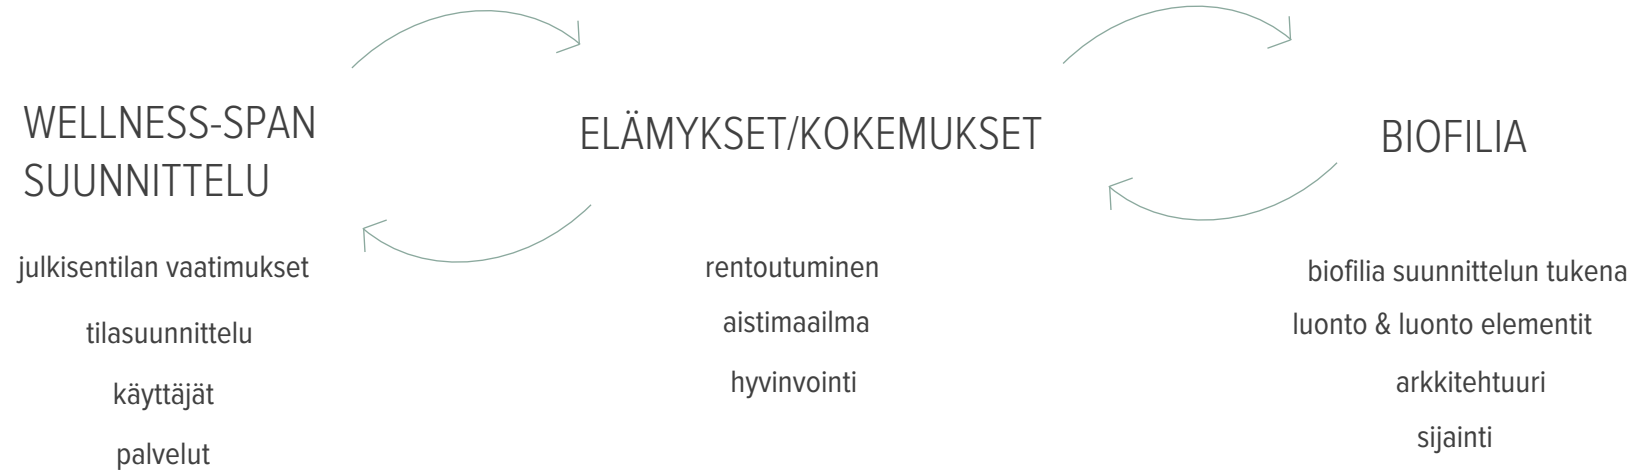 WELLNESS-SPAN
SUUNNITTELU
julkisentilan vaatimukset
tilasuunnittelu
käyttäjät
palvelut
ELÄMYKSET/KOKEMUKSET
rentoutuminen
aistimaailma
hyvinvointi
BIOFILIA
biofilia suunnittelun tukena
luonto & luonto elementit
arkkitehtuuri
sijainti